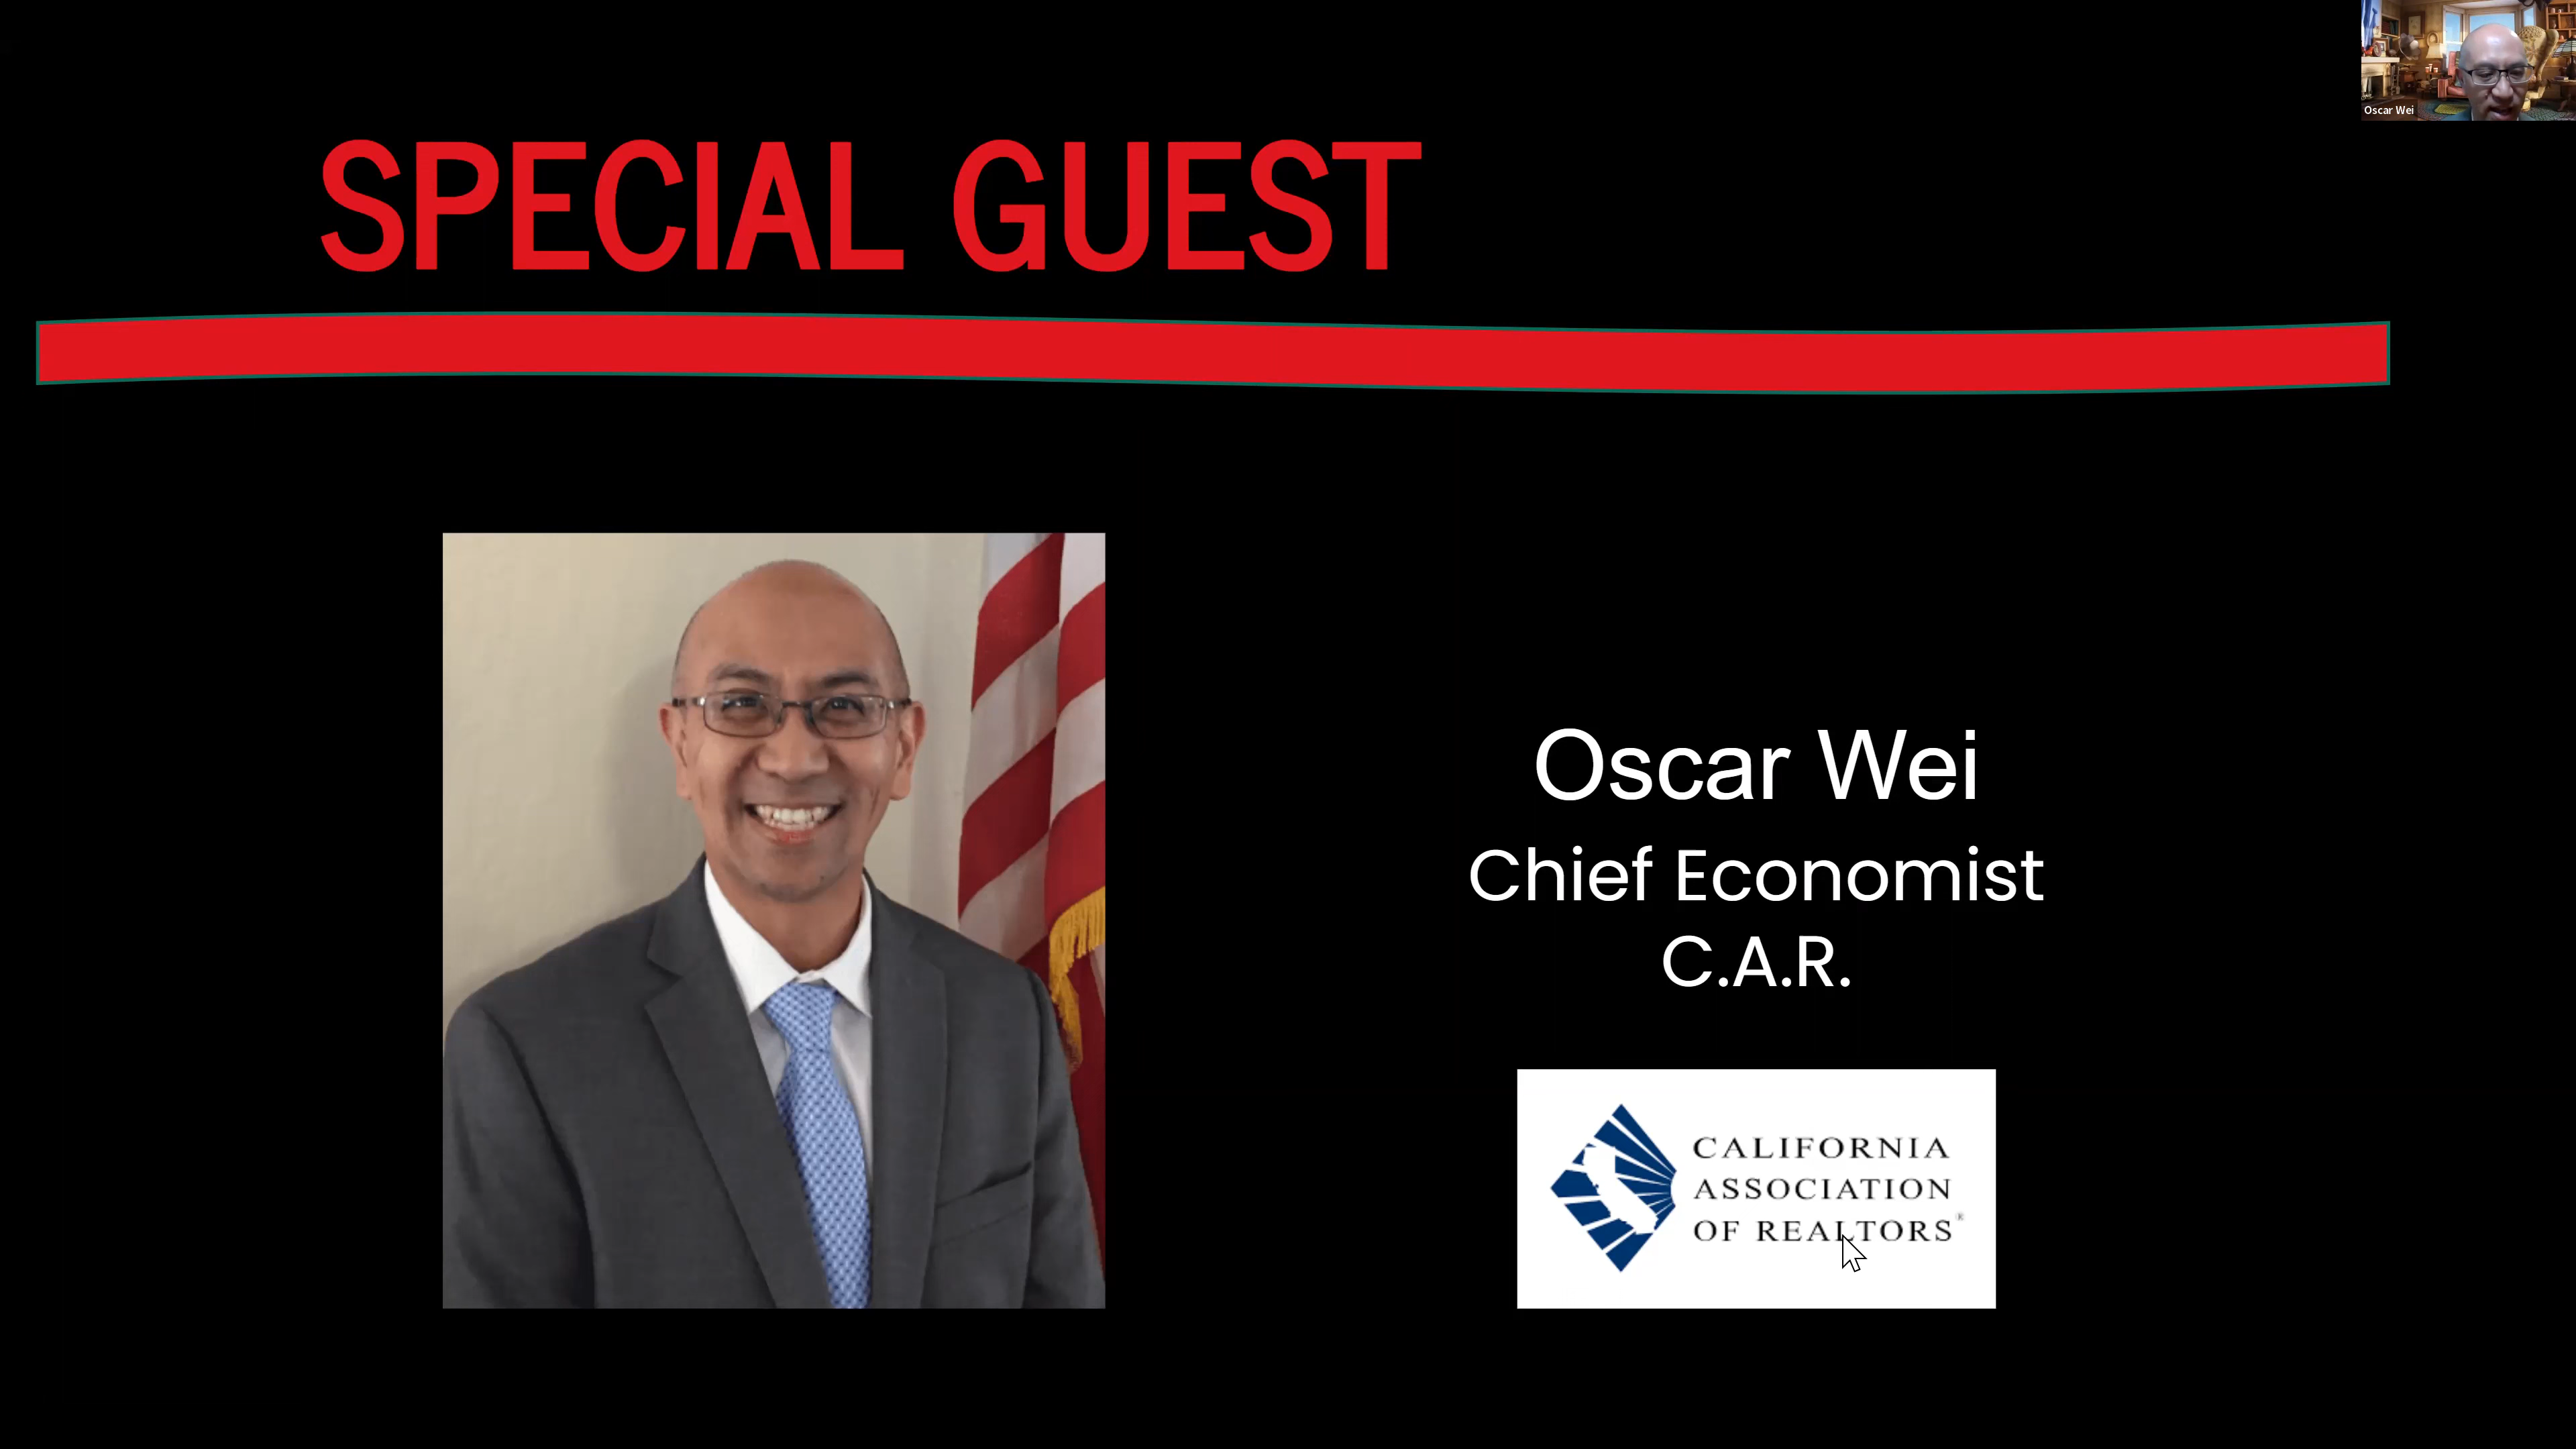 Oscar Wei
SPECIAL GUEST
Oscar Wei
Chief Economist
C.A.R.
CALIFORNIA
ASSOCIATION
OF REALTORS®